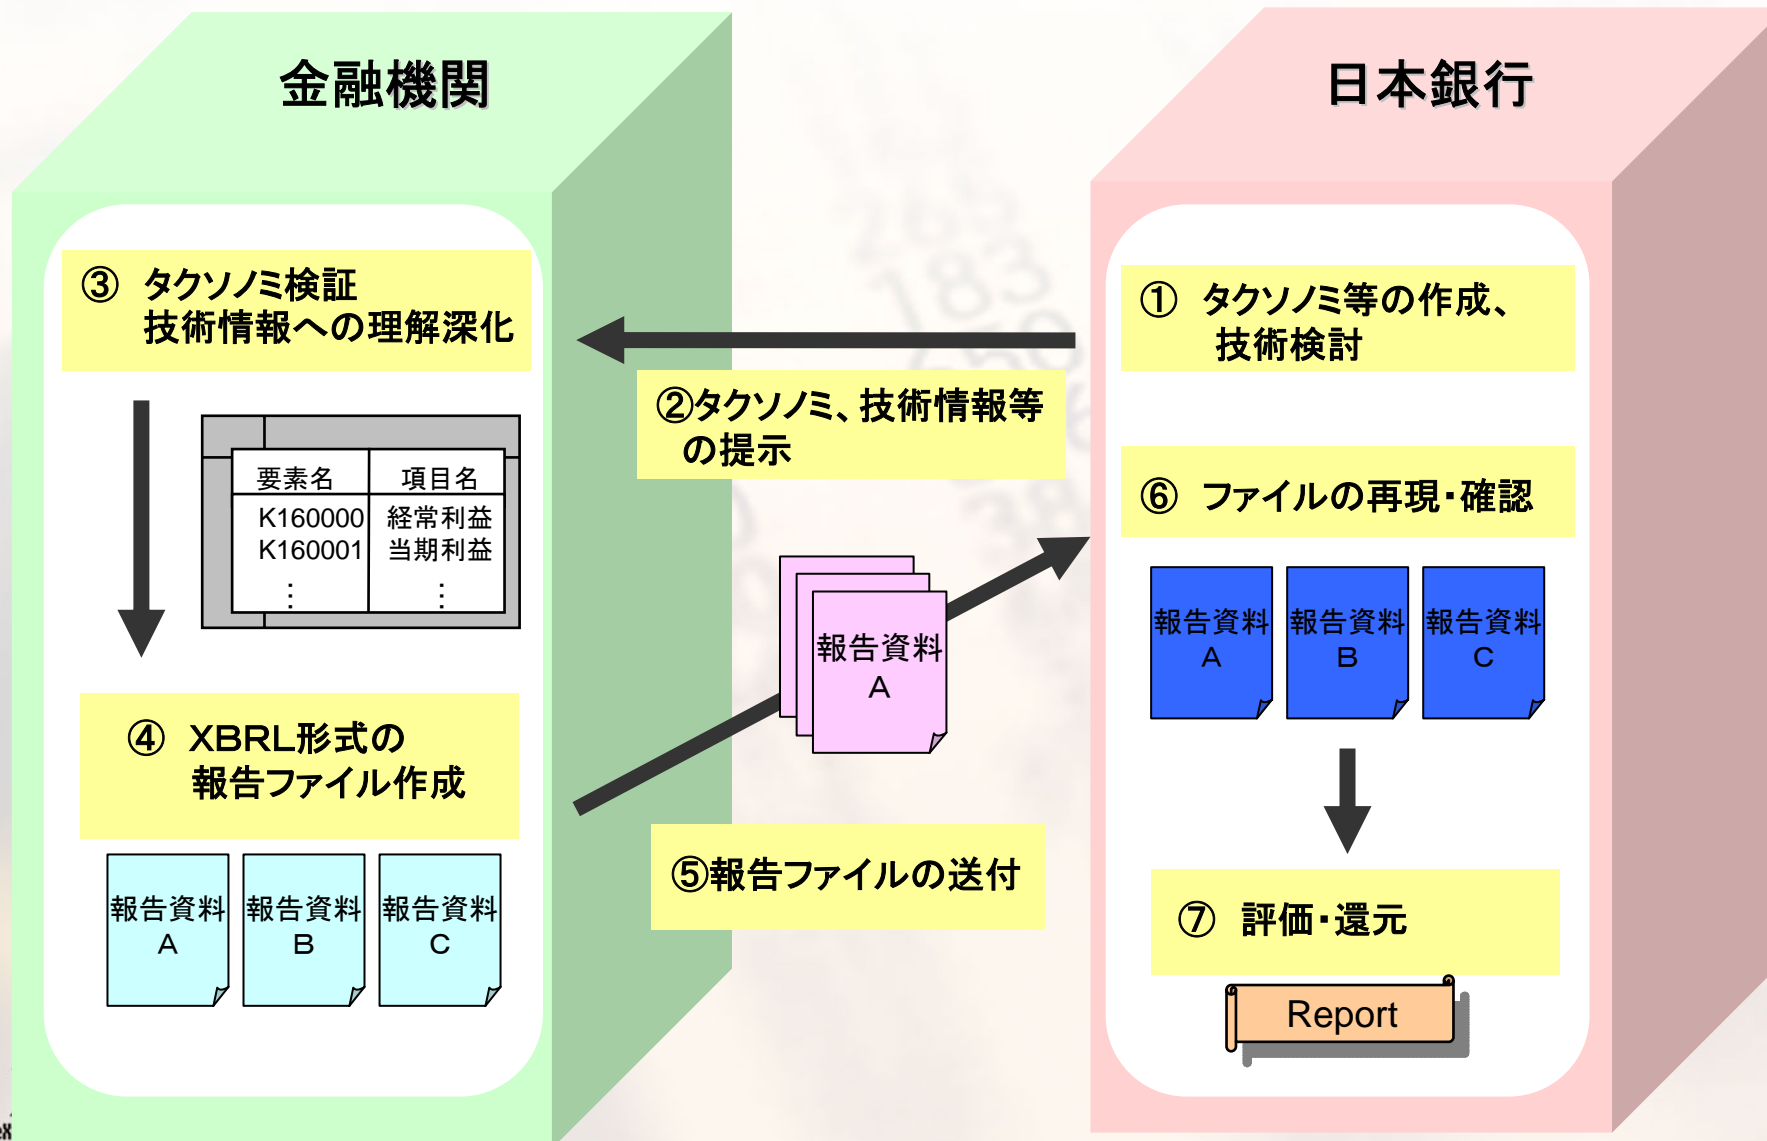 金融機関
日本銀行
③ タクソノミ検証
技術情報への理解深化
要素名 項目名
K160000 経常利益
K160001 当期利益
： ：
④ XBRL形式の
報告ファイル作成
報告資料
A
報告資料
B
報告資料
C
②タクソノミ、技術情報等
の提示
報告資料
A
⑤報告ファイルの送付
① タクソノミ等の作成、
技術検討
⑥ ファイルの再現・確認
報告資料
A
報告資料
B
報告資料
C
⑦ 評価・還元
Report